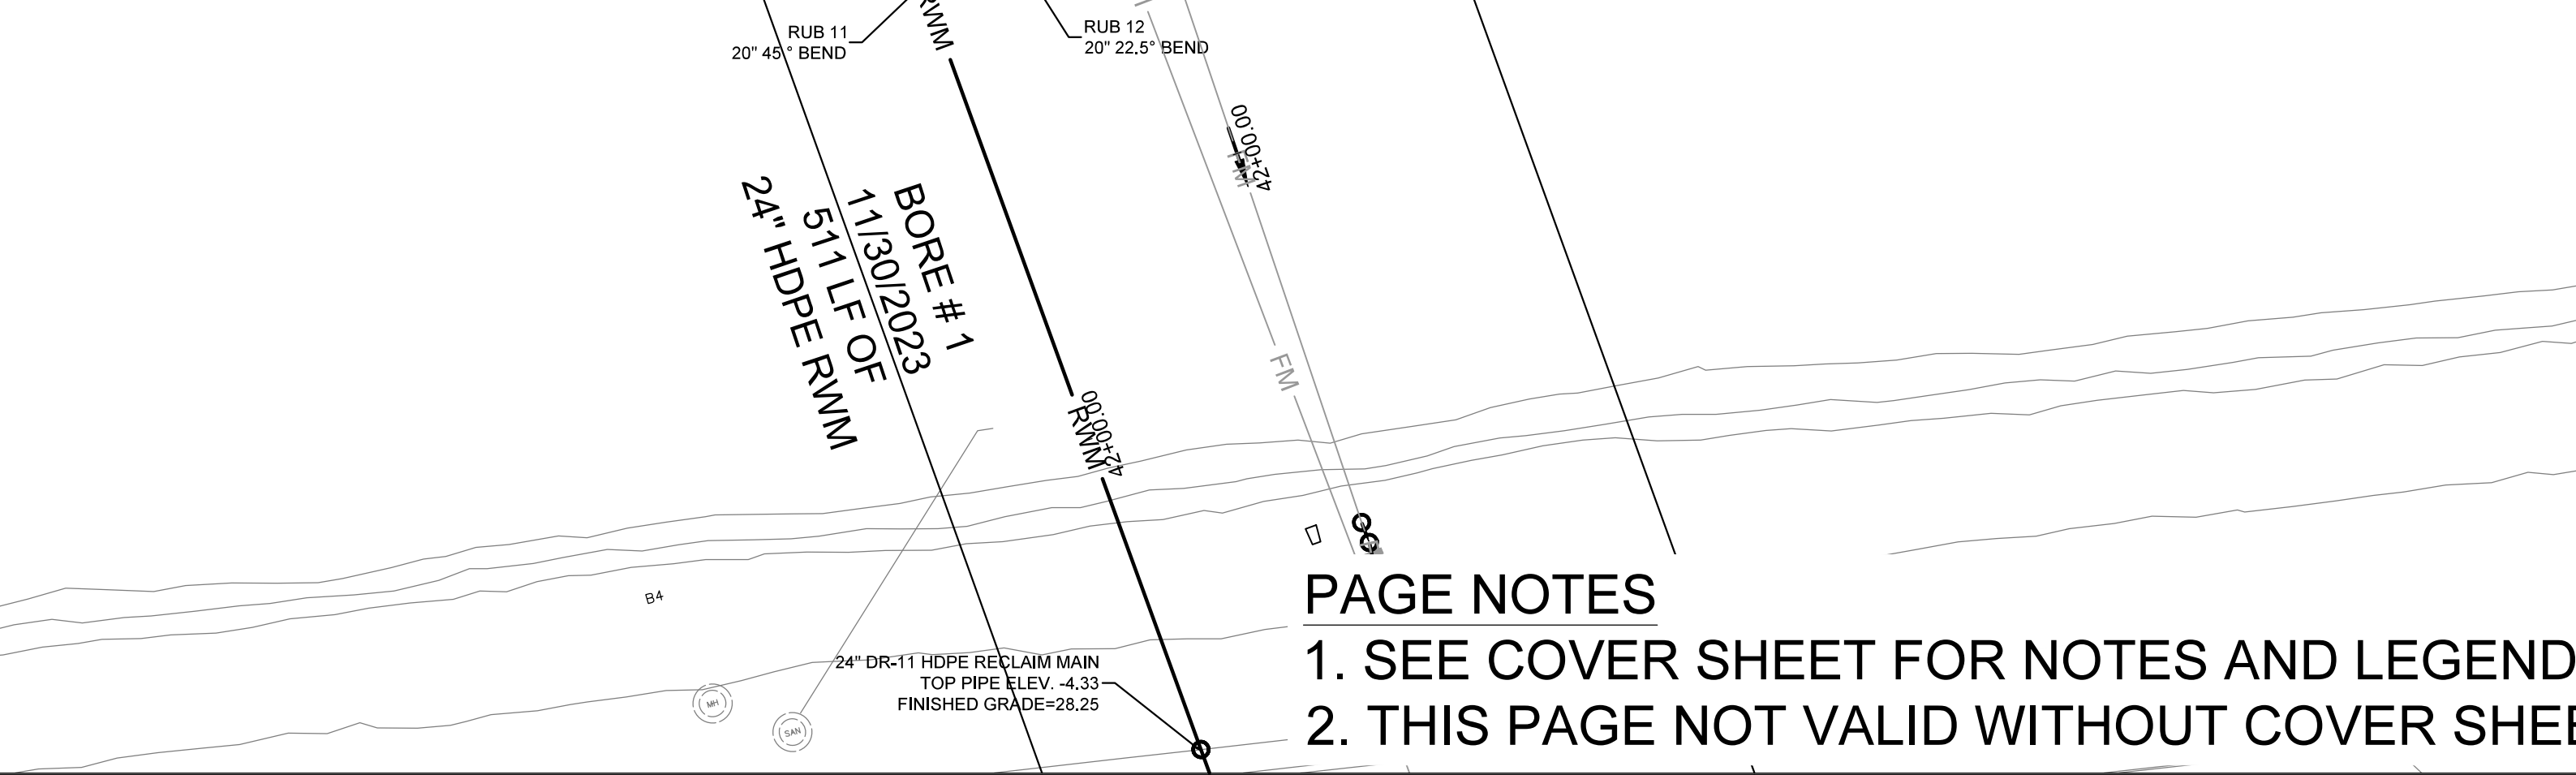 RWM
RUB 11
20" 45° BEND
RUB 12
20" 22.5° BEND
42+00.00
FM
BORE # 1
11/30/2023
511 LF OF
24" HDPE RWM
FM
42+00.00
RWM
B4
24" DR-11 HDPE RECLAIM MAIN
TOP PIPE ELEV. -4.33
FINISHED GRADE=28.25
MH
SAN
PAGE NOTES
1. SEE COVER SHEET FOR NOTES AND LEGEND
2. THIS PAGE NOT VALID WITHOUT COVER SHEE